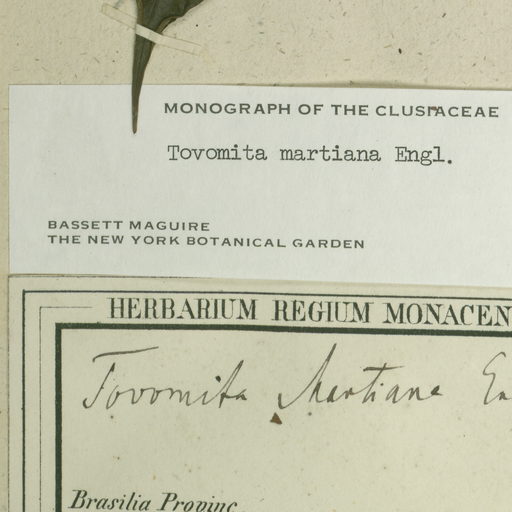 MONOGRAPH OF THE CLUSIACEAE
Tovomita martiana Engl.
BASSETT MAGUIRE
THE NEW YORK BOTANICAL GARDEN
HERBARIUM REGIUM MONACEN
Tovomita Martiana En
Brasilia Provinc.